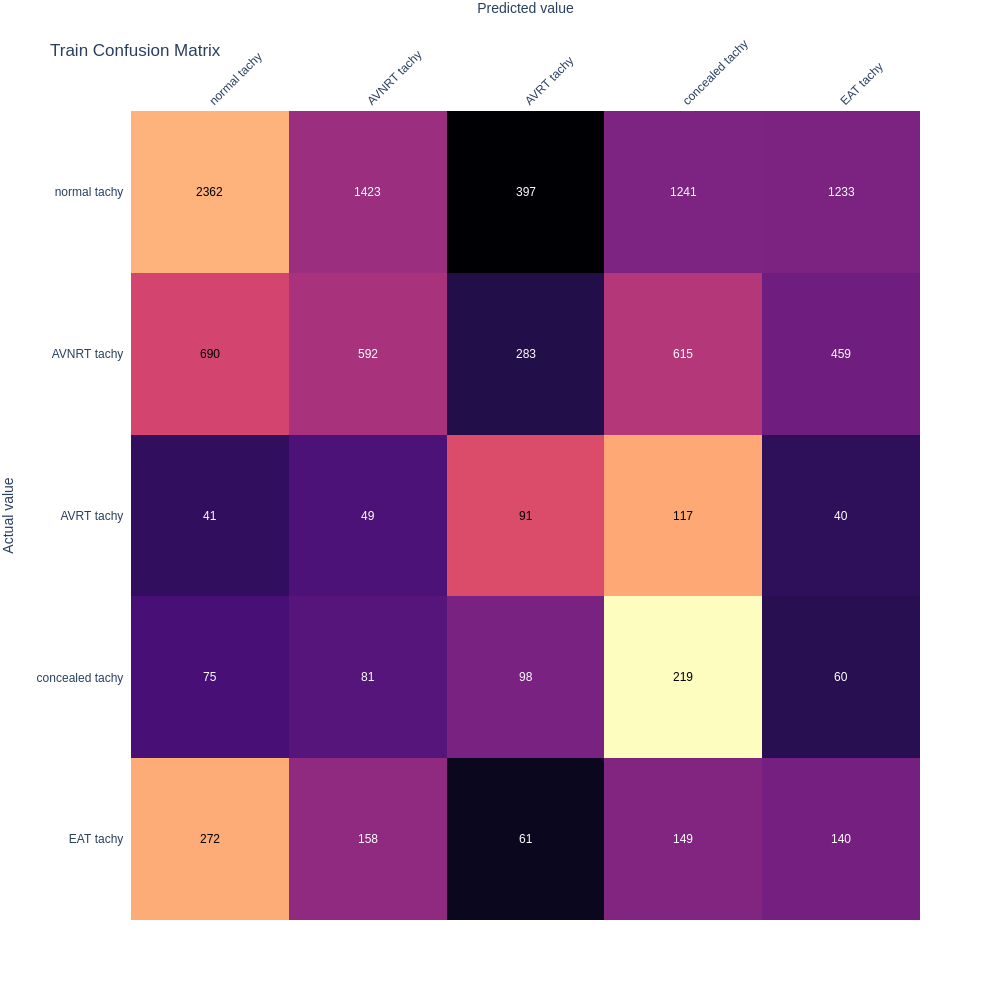 Predicted value
Train Confusion Matrix
normal tachy AVNRT tachy AVRT tachy concealed tachy EAT tachy
normal tachy 2362 1423 397 1241 1233
AVNRT tachy 690 592 283 615 459
Actual value
AVRT tachy 41 49 91 117 40
concealed tachy 75 81 98 219 60
EAT tachy 272 158 61 149 140